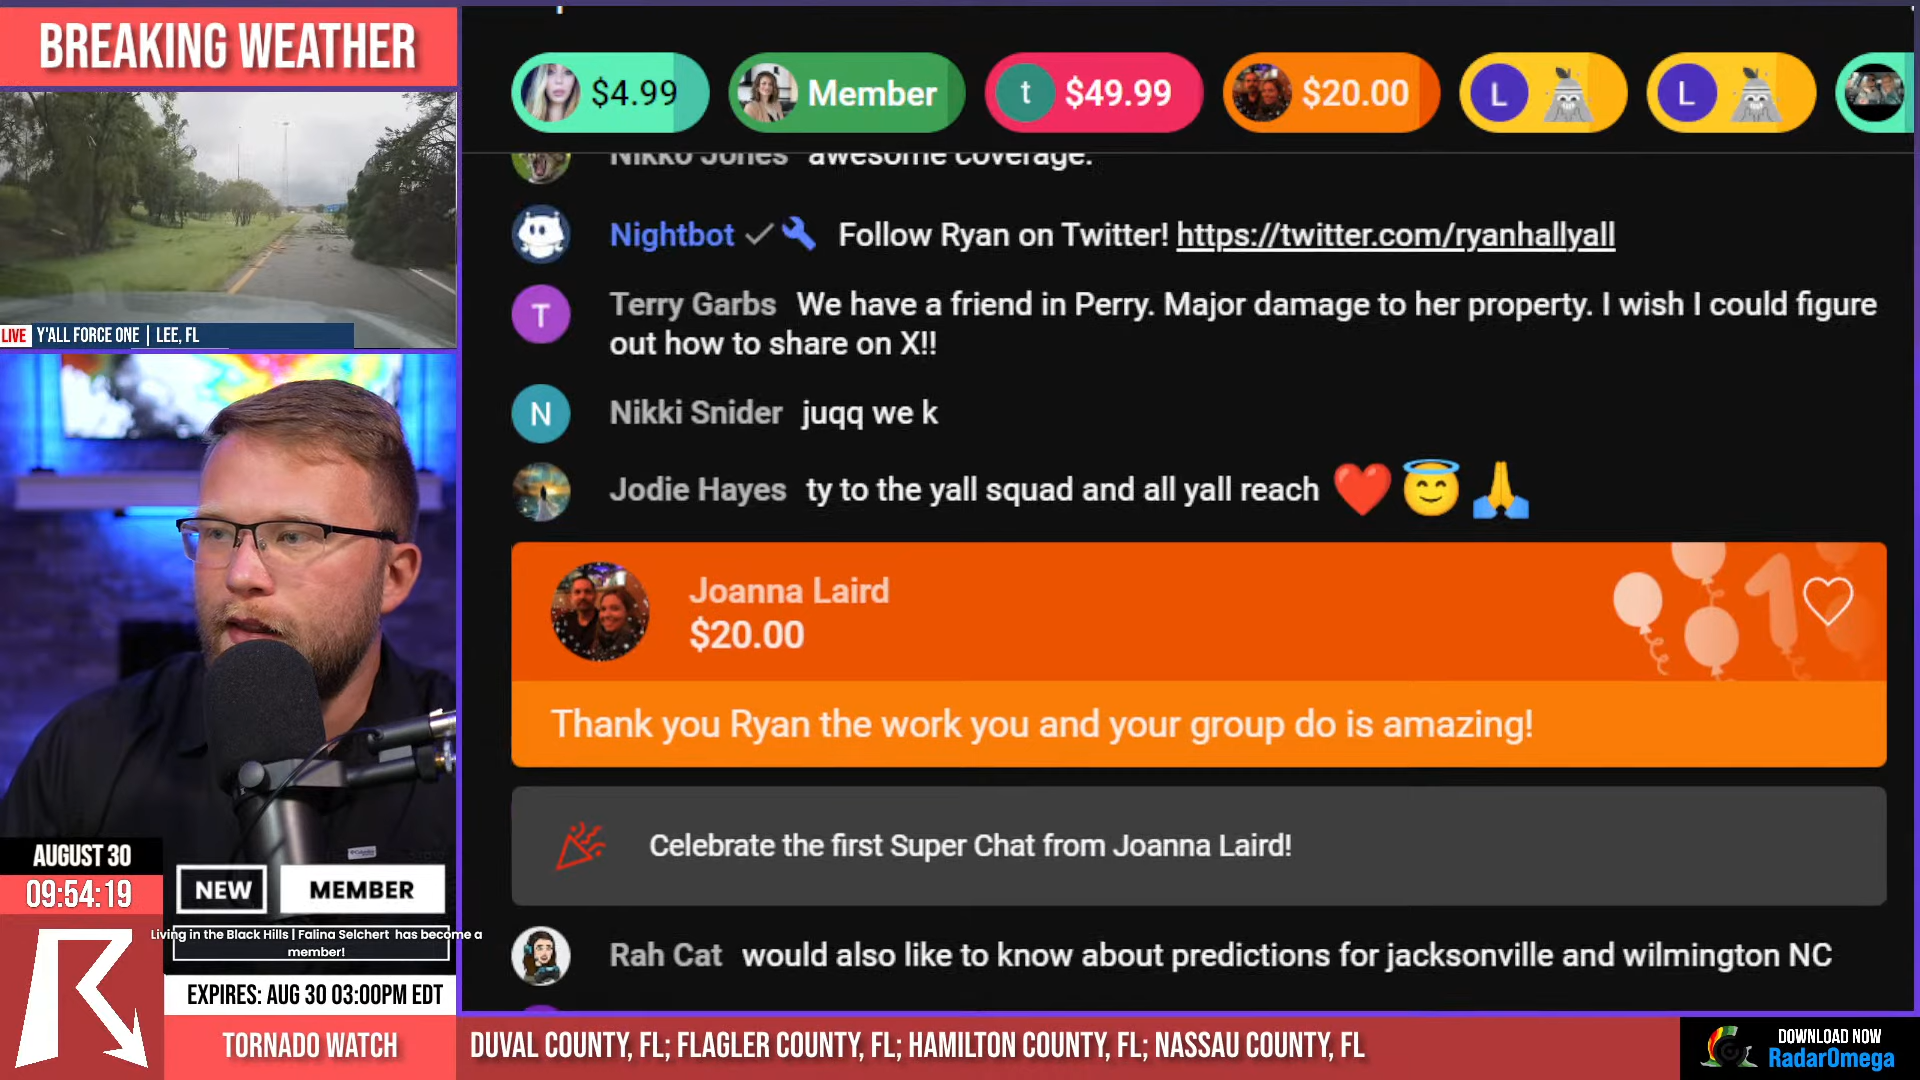 BREAKING WEATHER
LIVE Y'ALL FORCE ONE | LEE, FL
$4.99
Member
t $49.99
$20.00
L
L
Nikko Jones awesome coverage.
Nightbot Follow Ryan on Twitter! https://twitter.com/ryanhallyall
T Terry Garbs We have a friend in Perry. Major damage to her property. I wish I could figure
out how to share on X!!
N Nikki Snider juqq we k
Jodie Hayes ty to the yall squad and all yall reach ❤️😇🙏
Joanna Laird
$20.00
1
Thank you Ryan the work you and your group do is amazing!
Celebrate the first Super Chat from Joanna Laird!
Rah Cat would also like to know about predictions for jacksonville and wilmington NC
AUGUST 30
09:54:19
NEW MEMBER
Living in the Black Hills | Falina Selchert has become a
member!
EXPIRES: AUG 30 03:00PM EDT
TORNADO WATCH
DUVAL COUNTY, FL; FLAGLER COUNTY, FL; HAMILTON COUNTY, FL; NASSAU COUNTY, FL
DOWNLOAD NOW
RadarOmega